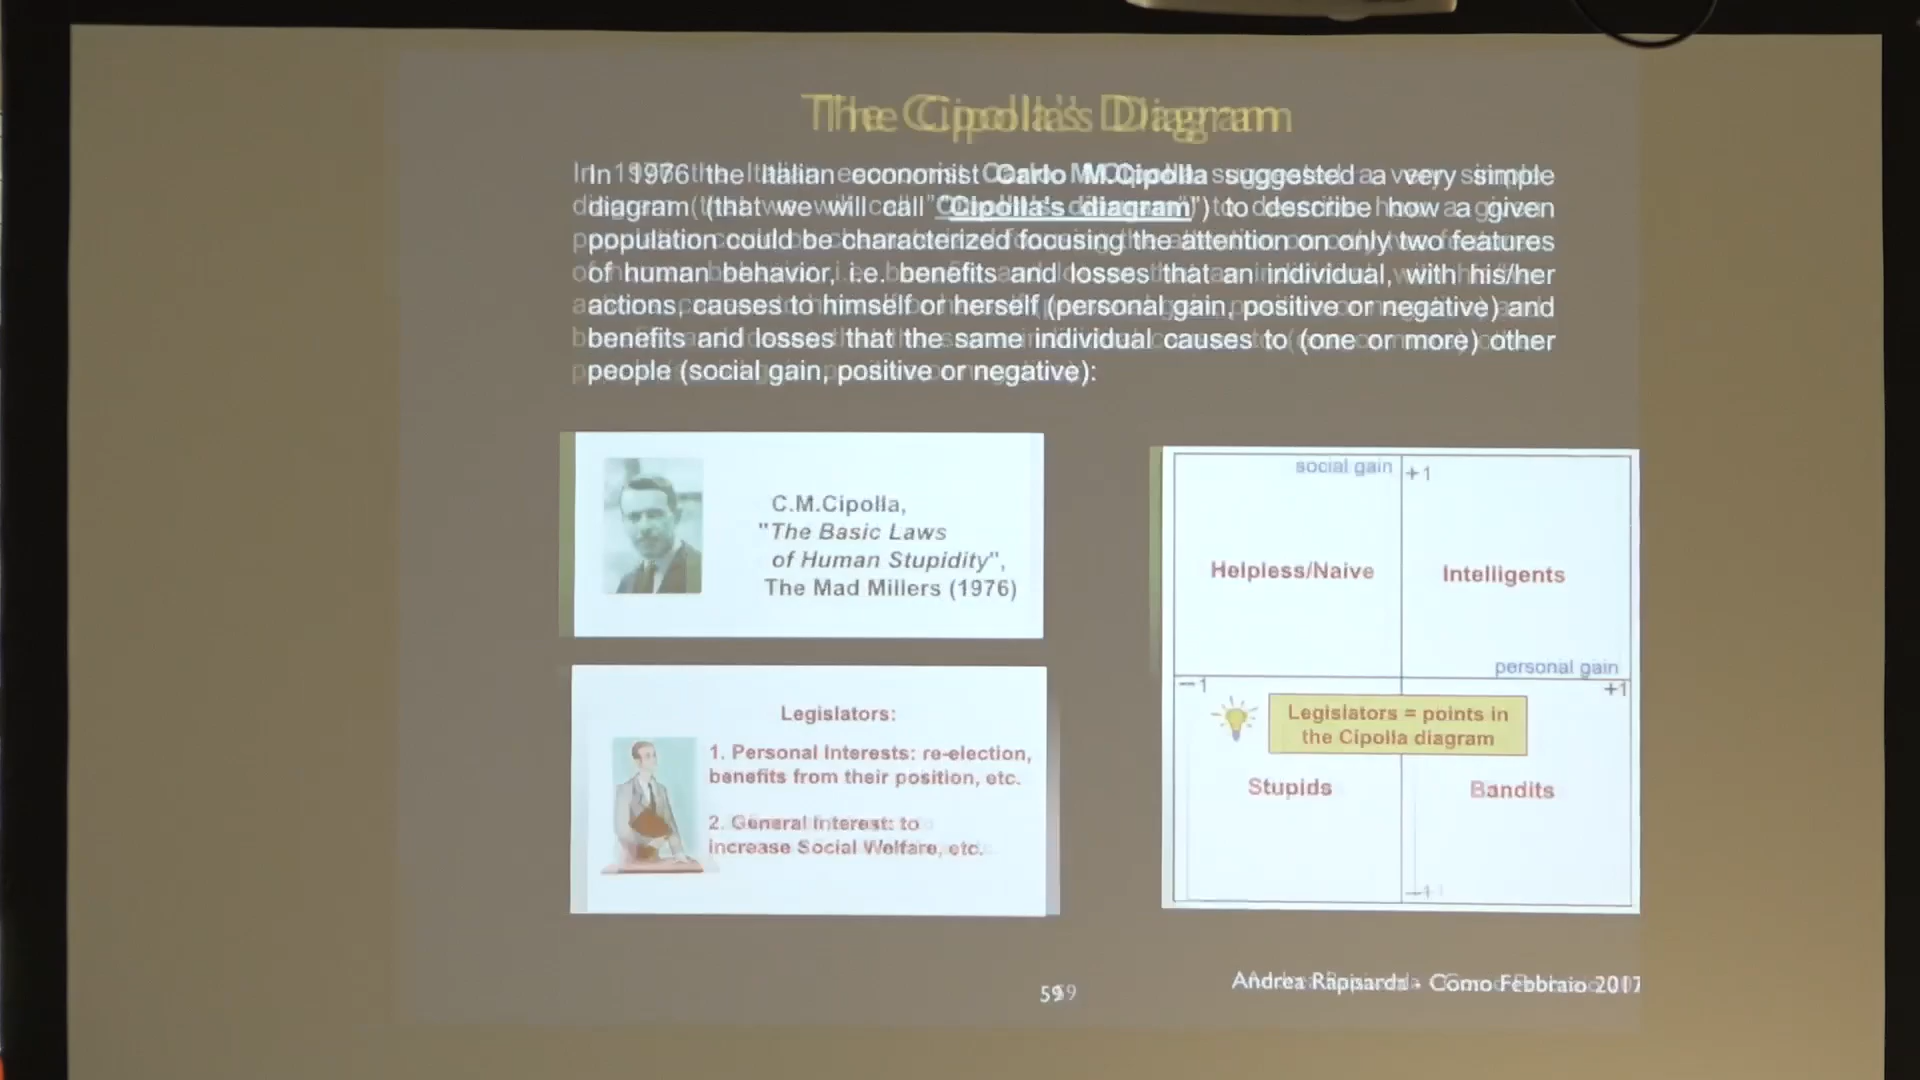 The Cipolla's Diagram
In 1976 the Italian economist Carlo M.Cipolla suggested a very simple
diagram (that we will call "Cipolla's diagram") to describe how a given
population could be characterized focusing the attention on only two features
of human behavior, i.e. benefits and losses that an individual, with his/her
actions, causes to himself or herself (personal gain, positive or negative) and
benefits and losses that the same individual causes to (one or more) other
people (social gain, positive or negative):
C.M.Cipolla,
"The Basic Laws
of Human Stupidity",
The Mad Millers (1976)
Legislators:
1. Personal Interests: re-election,
benefits from their position, etc.
2. General Interest: to
increase Social Welfare, etc.
social gain +1
Helpless/Naive Intelligents
personal gain
−1 +1
Legislators = points in
the Cipolla diagram
Stupids Bandits
−1
59
Andrea Rapisarda - Como Febbraio 2017